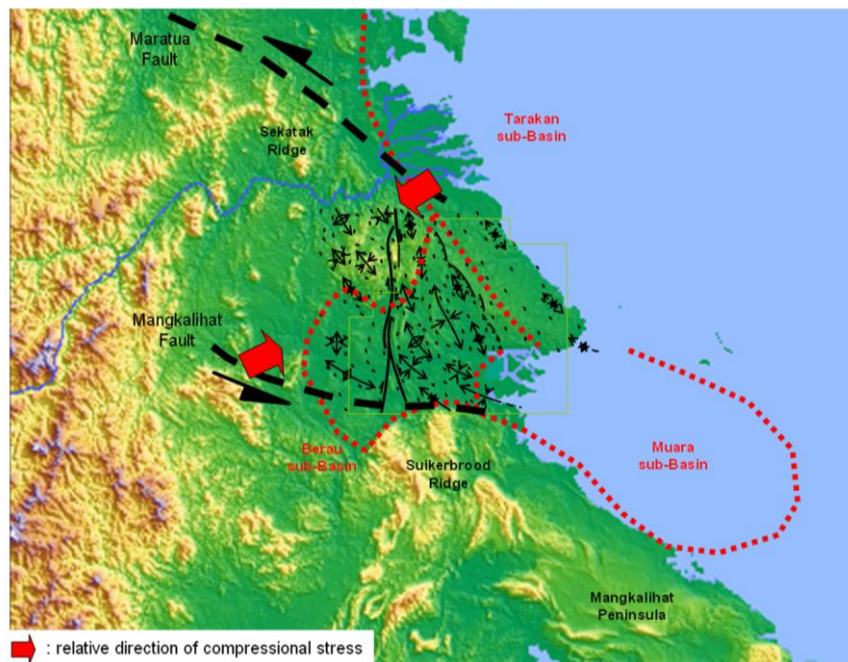 Maratua
Fault
Sekatak
Ridge
Tarakan
sub-Basin
Mangkalihat
Fault
Berau
sub-Basin
Suikerbrood
Ridge
Muara
sub-Basin
Mangkalihat
Peninsula
: relative direction of compressional stress